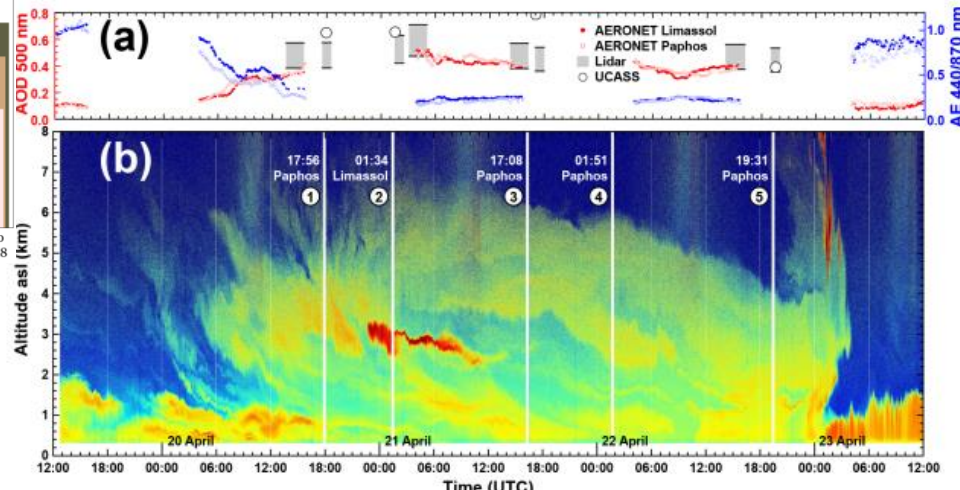 (a)
AOD 500 nm
0.8
0.6
0.4
0.2
0.0
AERONET Limassol
AERONET Paphos
Lidar
UCASS
1.0
0.5
0.0
AE 440/870 nm
(b)
17:56
Paphos
1
01:34
Limassol
2
17:08
Paphos
3
01:51
Paphos
4
19:31
Paphos
5
Altitude asl (km)
8
7
6
5
4
3
2
1
0
20 April
21 April
22 April
23 April
12:00 18:00 00:00 06:00 12:00 18:00 00:00 06:00 12:00 18:00 00:00 06:00 12:00 18:00 00:00 06:00 12:00
Time (UTC)
8